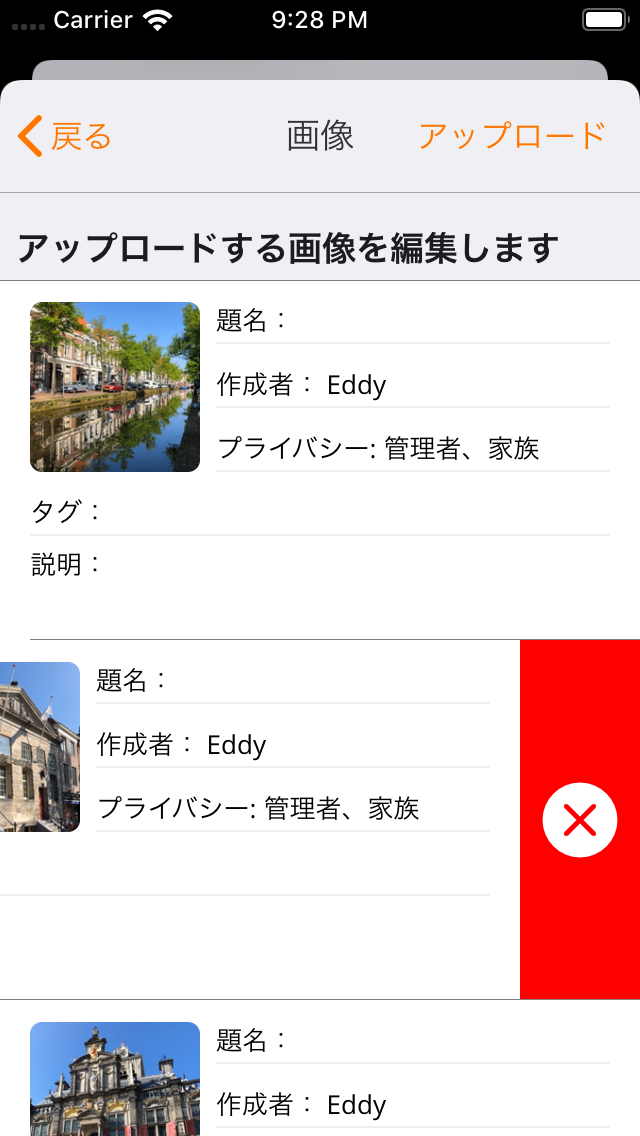 Carrier 9:28 PM
戻る 画像 アップロード
アップロードする画像を編集します
題名：
作成者： Eddy
プライバシー: 管理者、家族
タグ：
説明：
題名：
作成者： Eddy
プライバシー: 管理者、家族
題名：
作成者： Eddy